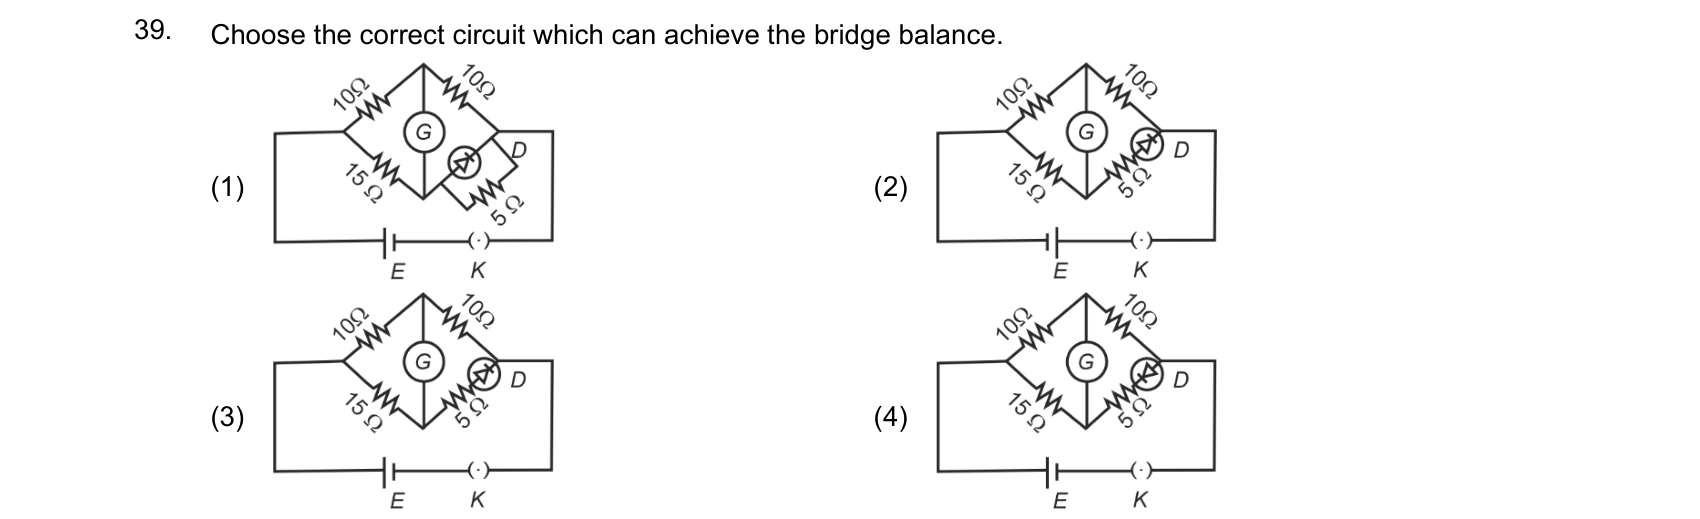 39. Choose the correct circuit which can achieve the bridge balance.
(1) 10Ω 10Ω G D 15 Ω 5 Ω E K
(2) 10Ω 10Ω G D 15 Ω 5 Ω E K
(3) 10Ω 10Ω G D 15 Ω 5 Ω E K
(4) 10Ω 10Ω G D 15 Ω 5 Ω E K